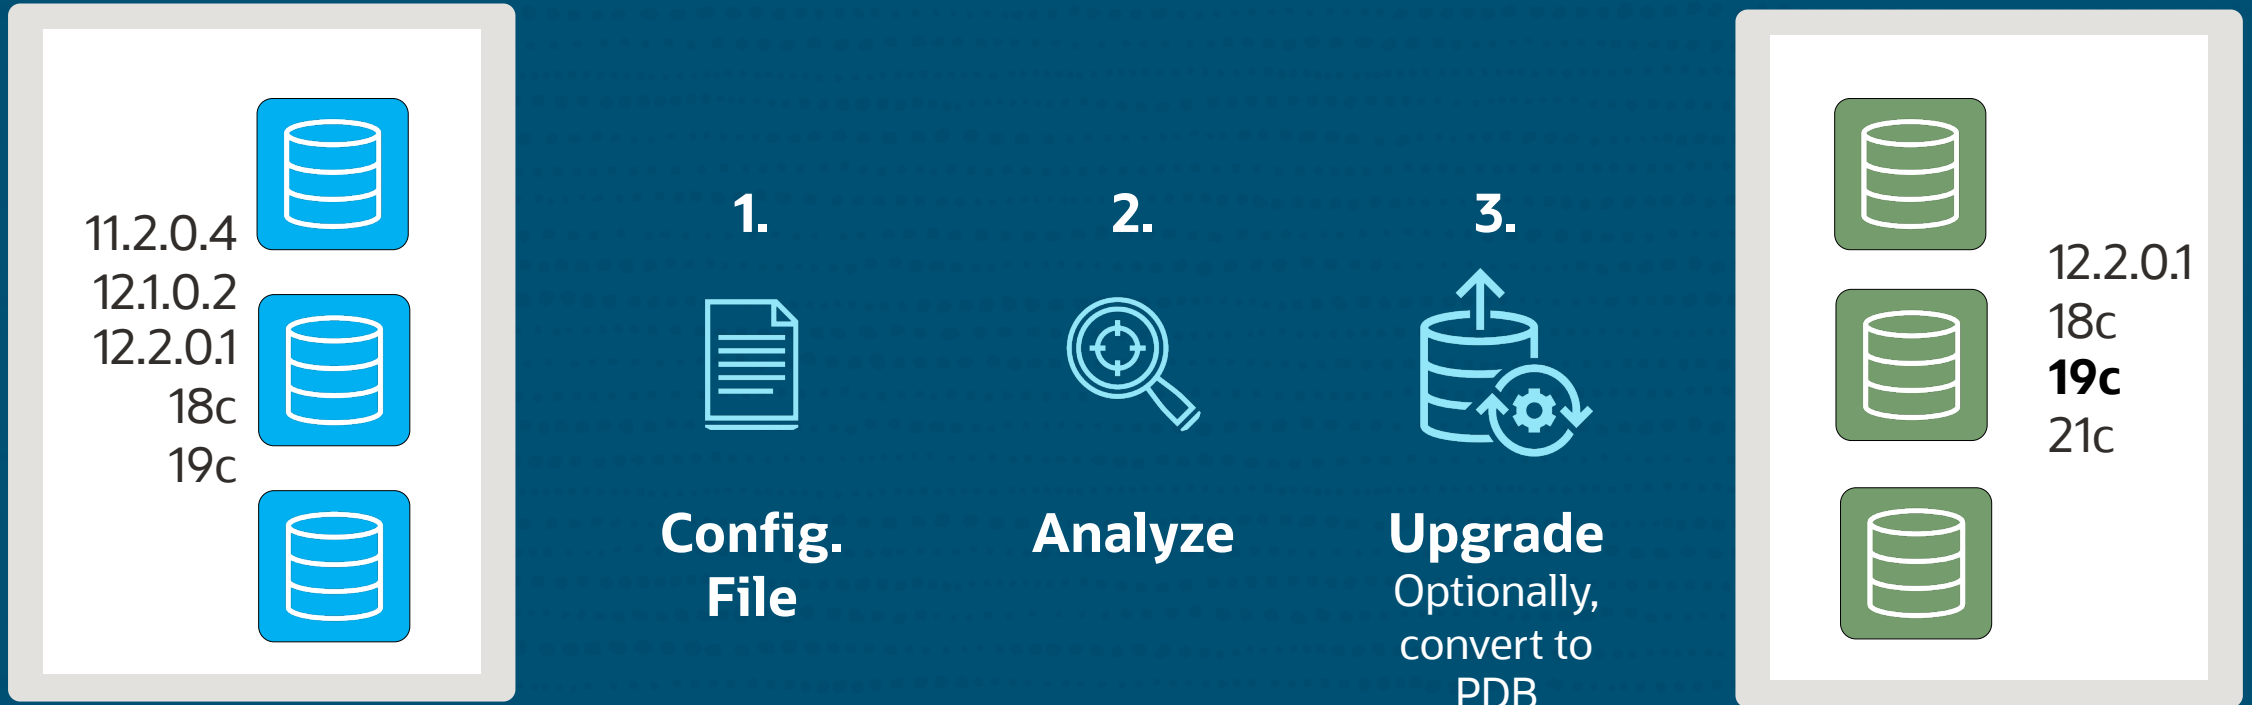 11.2.0.4
12.1.0.2
12.2.0.1
18c
19c
1.
Config.
File
2.
Analyze
3.
Upgrade
Optionally,
convert to
PDB
12.2.0.1
18c
19c
21c